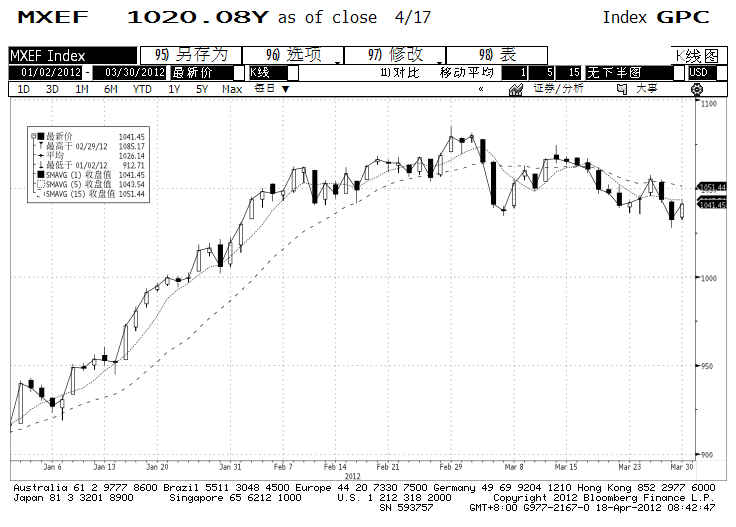 MXEF 1020.08Y as of close 4/17 Index GPC
MXEF Index 95) 另存为 96) 选项 97) 修改 98) 表 K线图
01/02/2012 - 03/30/2012 最新价 K线 11) 对比 移动平均 1 5 15 无下半图 USD
1D 3D 1M 6M YTD 1Y 5Y Max 每日 ▼ « 证券/分析 大事
1100
最新价 1041.45
最高于 02/29/12 1085.17
平均 1026.14
最低于 01/02/12 912.71
SMAVG (1) 收盘值 1041.45
SMAVG (5) 收盘值 1043.54
SMAVG (15) 收盘值 1051.44
1051.44
1041.45
1000
950
900
Jan 6 Jan 13 Jan 20 Jan 31 Feb 7 Feb 14 Feb 21 Feb 29 Mar 8 Mar 15 Mar 23 Mar 30
2012
Australia 61 2 9777 8600 Brazil 5511 3048 4500 Europe 44 20 7330 7500 Germany 49 69 9204 1210 Hong Kong 852 2977 6000
Japan 81 3 3201 8900 Singapore 65 6212 1000 U.S. 1 212 318 2000 Copyright 2012 Bloomberg Finance L.P.
SN 593757 GMT+8:00 G977-2167-0 18-Apr-2012 08:42:47